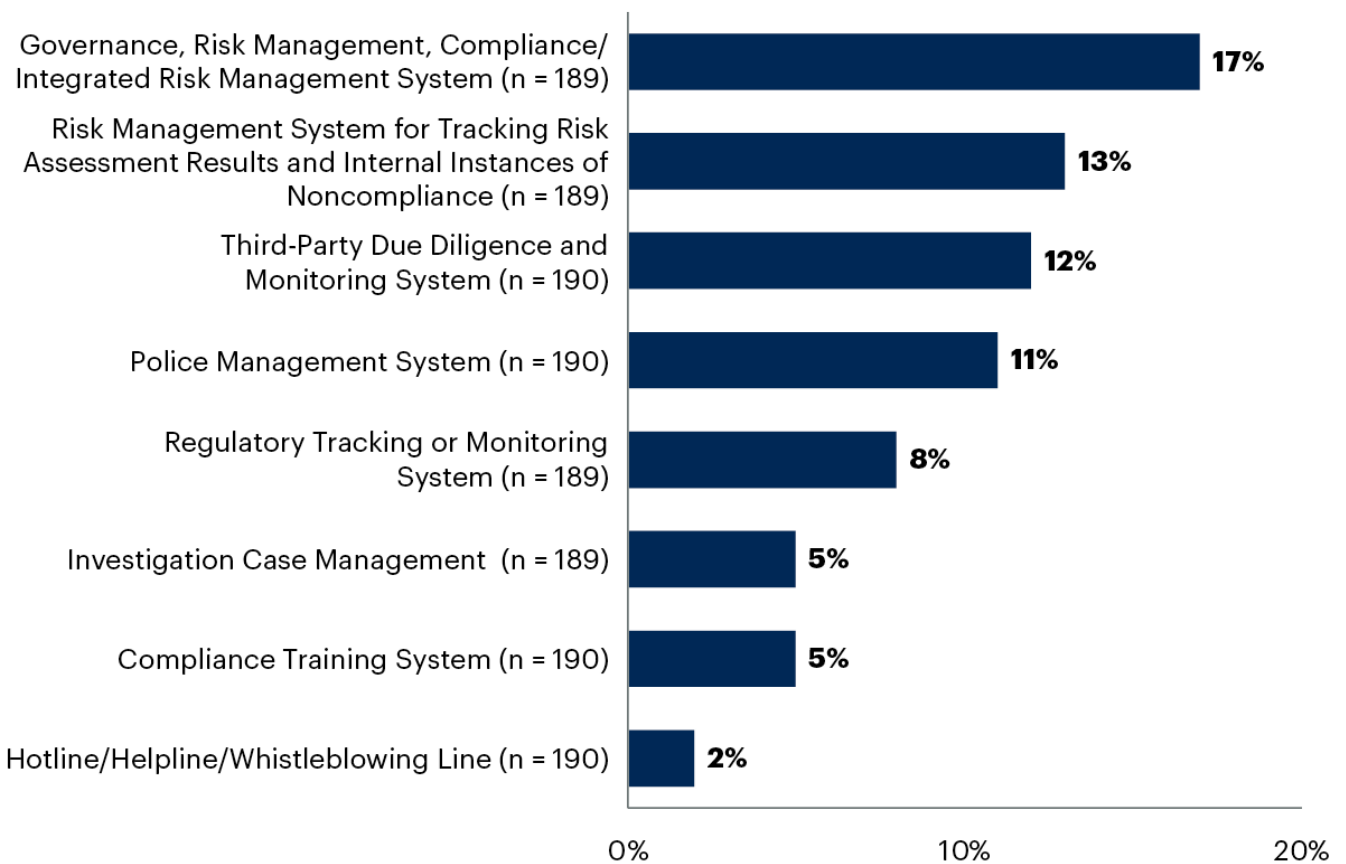 Governance, Risk Management, Compliance/
Integrated Risk Management System (n = 189)
17%
Risk Management System for Tracking Risk
Assessment Results and Internal Instances of
Noncompliance (n = 189)
13%
Third-Party Due Diligence and
Monitoring System (n = 190)
12%
Police Management System (n = 190)
11%
Regulatory Tracking or Monitoring
System (n = 189)
8%
Investigation Case Management (n = 189)
5%
Compliance Training System (n = 190)
5%
Hotline/Helpline/Whistleblowing Line (n = 190)
2%
0% 10% 20%